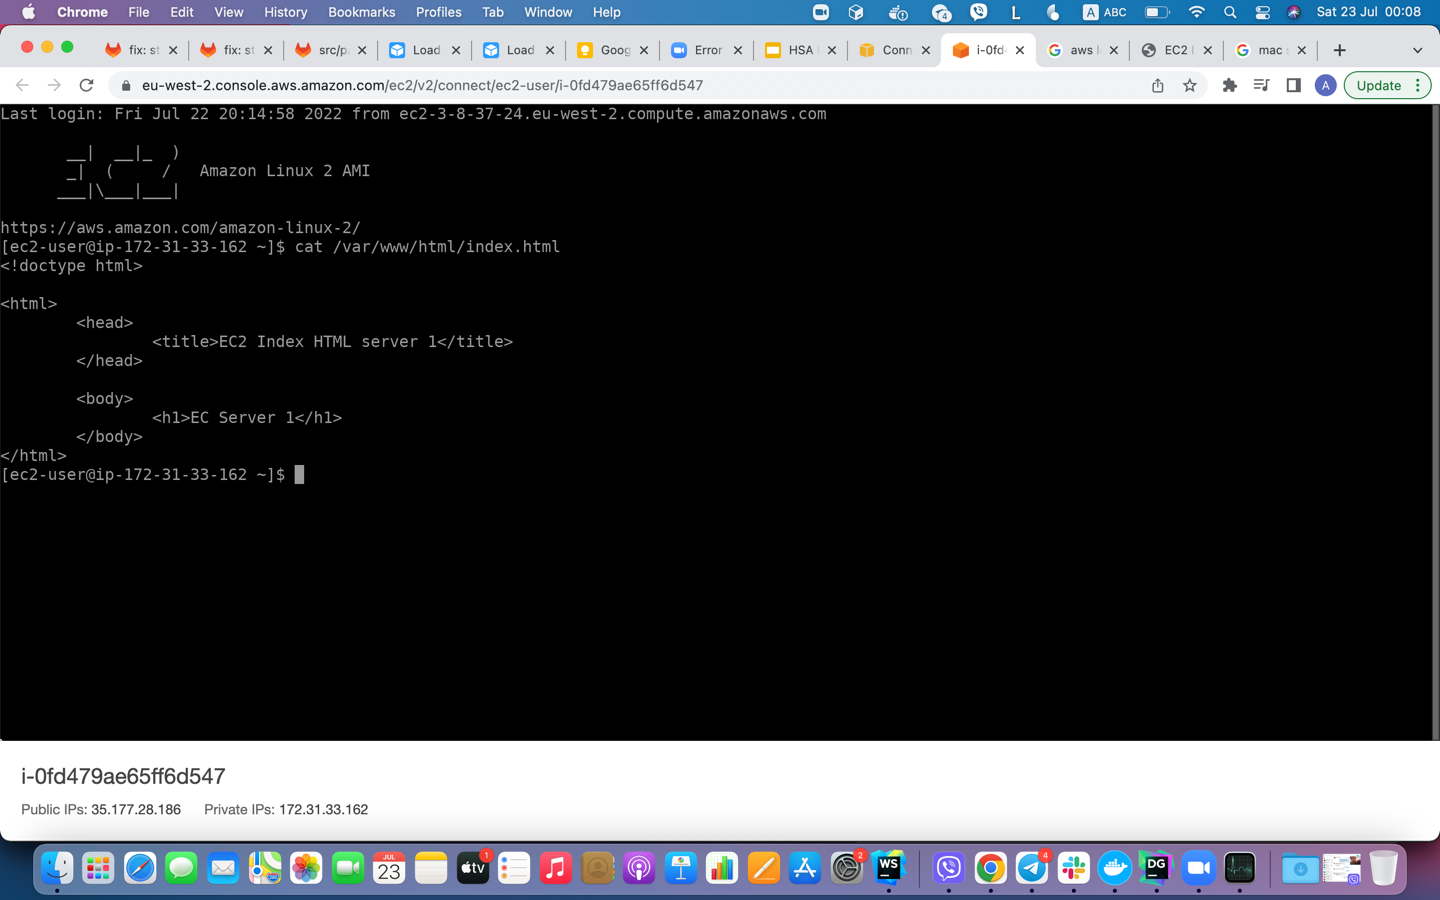 Chrome File Edit View History Bookmarks Profiles Tab Window Help 4 L A ABC Sat 23 Jul 00:08
fix: st fix: st src/p Load Load Goog Error HSA Conn i-0fd aws l EC2 mac
eu-west-2.console.aws.amazon.com/ec2/v2/connect/ec2-user/i-0fd479ae65ff6d547 A Update
Last login: Fri Jul 22 20:14:58 2022 from ec2-3-8-37-24.eu-west-2.compute.amazonaws.com
       __|  __|_  )
       _|  (     /   Amazon Linux 2 AMI
      ___|\___|___|
https://aws.amazon.com/amazon-linux-2/
[ec2-user@ip-172-31-33-162 ~]$ cat /var/www/html/index.html
<!doctype html>
<html>
        <head>
                <title>EC2 Index HTML server 1</title>
        </head>
        <body>
                <h1>EC Server 1</h1>
        </body>
</html>
[ec2-user@ip-172-31-33-162 ~]$
i-0fd479ae65ff6d547
Public IPs: 35.177.28.186 Private IPs: 172.31.33.162
JUL
23 tv 1 2 WS 4 DG